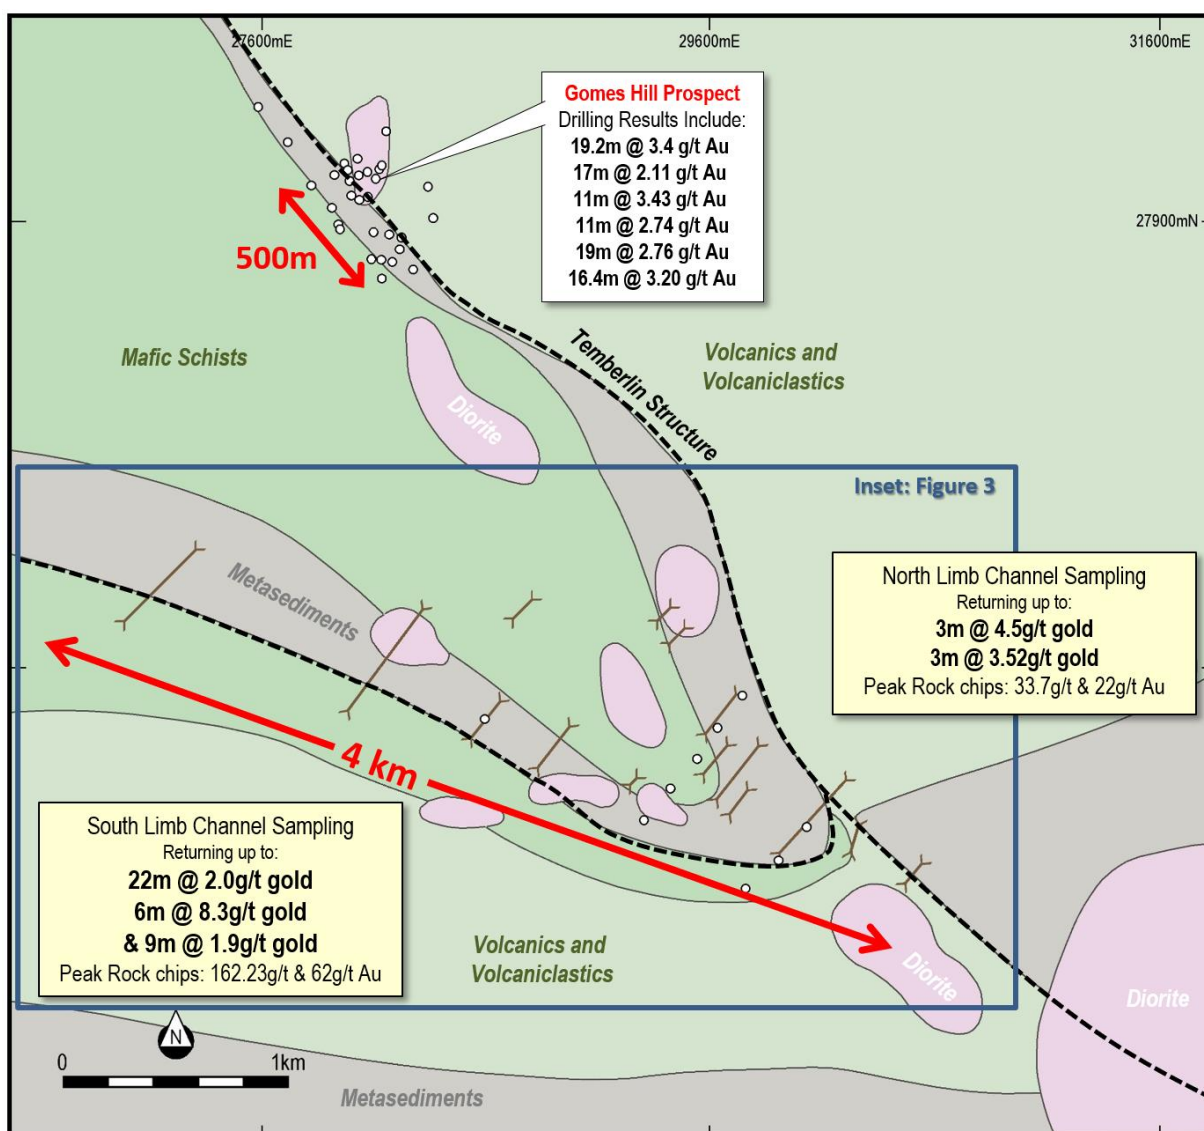 27600mE
29600mE
31600mE
Gomes Hill Prospect
Drilling Results Include:
19.2m @ 3.4 g/t Au
17m @ 2.11 g/t Au
11m @ 3.43 g/t Au
11m @ 2.74 g/t Au
19m @ 2.76 g/t Au
16.4m @ 3.20 g/t Au
27900mN
500m
Mafic Schists
Temberlin Structure
Volcanics and
Volcaniclastics
Diorite
Inset: Figure 3
Metasediments
North Limb Channel Sampling
Returning up to:
3m @ 4.5g/t gold
3m @ 3.52g/t gold
Peak Rock chips: 33.7g/t & 22g/t Au
4 km
South Limb Channel Sampling
Returning up to:
22m @ 2.0g/t gold
6m @ 8.3g/t gold
& 9m @ 1.9g/t gold
Peak Rock chips: 162.23g/t & 62g/t Au
Volcanics and
Volcaniclastics
Diorite
Diorite
N
0
1km
Metasediments